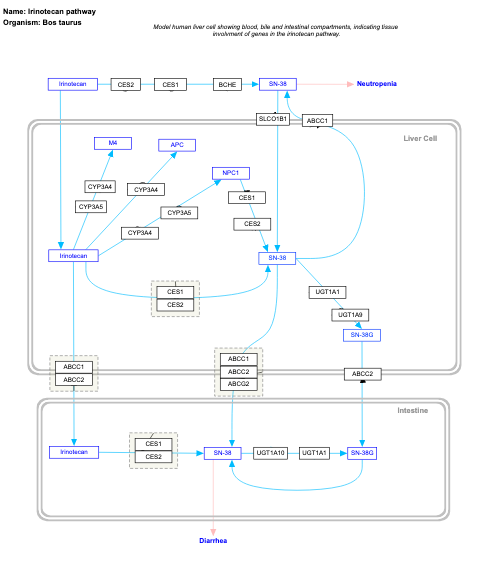 Name: Irinotecan pathway
Organism: Bos taurus
Model human liver cell showing blood, bile and intestinal compartments, indicating tissue
involvment of genes in the irinotecan pathway.
Irinotecan
CES2
CES1
BCHE
SN-38
Neutropenia
SLCO1B1
ABCC1
Liver Cell
M4
APC
NPC1
CYP3A4
CYP3A4
CYP3A5
CYP3A5
CYP3A4
CES1
CES2
Irinotecan
SN-38
CES1
CES2
UGT1A1
UGT1A9
SN-38G
ABCC1
ABCC2
ABCC1
ABCC2
ABCG2
ABCC2
Intestine
Irinotecan
CES1
CES2
SN-38
UGT1A10
UGT1A1
SN-38G
Diarrhea